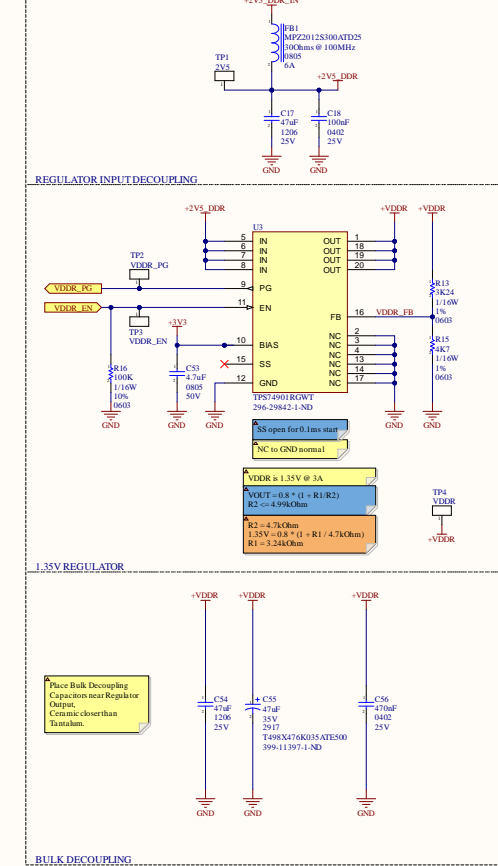 +2V5_DDR_IN
FB1
MPZ2012S300ATD25
30Ohms @ 100MHz
0805
6A
TP1
2V5
+2V5_DDR
C17
47uF
1206
25V
C18
100nF
0402
25V
GND
GND
REGULATOR INPUT DECOUPLING
+2V5_DDR
+VDDR
+VDDR
U3
5 IN OUT 1
6 IN OUT 18
7 IN OUT 19
8 IN OUT 20
TP2
VDDR_PG
VDDR_PG
9 PG
VDDR_EN
11 EN
TP3
VDDR_EN
FB 16 VDDR_FB
R13
3K24
1/16W
1%
0603
+3V3
10 BIAS
15 SS
12 GND
NC 2
NC 3
NC 4
NC 13
NC 14
NC 17
R15
4K7
1/16W
1%
0603
R16
100K
1/16W
10%
0603
C53
4.7uF
0805
50V
TPS74901RGWT
296-29842-1-ND
GND
GND
GND
GND
GND
SS open for 0.1ms start
NC to GND normal
VDDR is 1.35V @ 3A
VOUT = 0.8 * (1 + R1/R2)
R2 <= 4.99kOhm
R2 = 4.7kOhm
1.35V = 0.8 * (1 + R1 / 4.7kOhm)
R1 = 3.24kOhm
TP4
VDDR
+VDDR
1.35V REGULATOR
+VDDR
+VDDR
+VDDR
Place Bulk Decoupling
Capacitors near Regulator
Output,
Ceramic closer than
Tantalum.
C54
47uF
1206
25V
C55
47uF
35V
2917
T498X476K035ATE500
399-11397-1-ND
C56
470nF
0402
25V
GND
GND
GND
BULK DECOUPLING